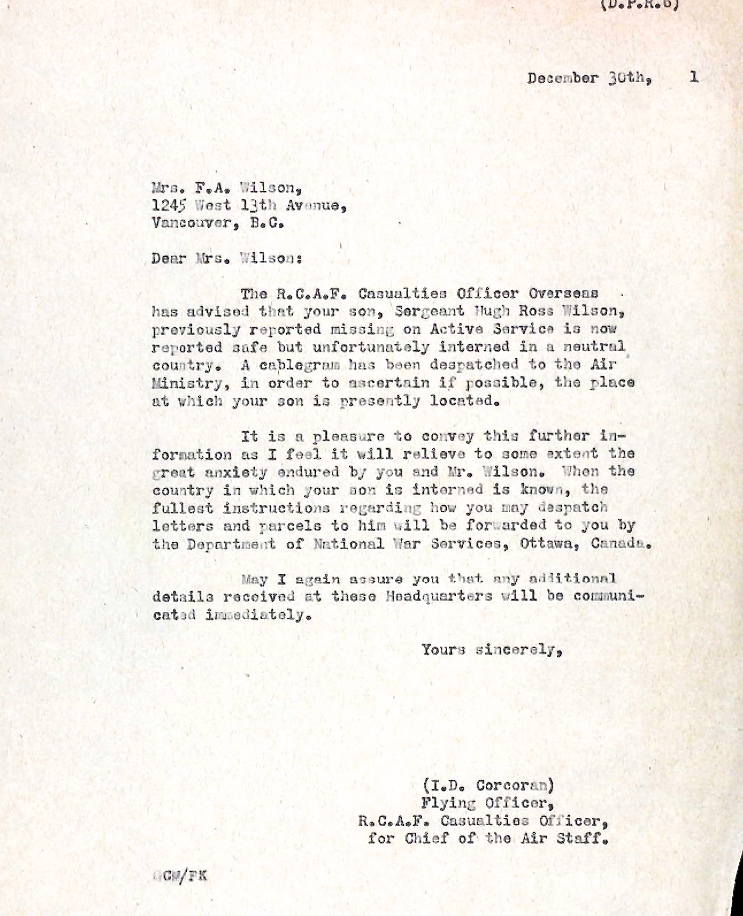 (D.P.R.6)
December 30th, 1
Mrs. F.A. Wilson,
1245 West 13th Avenue,
Vancouver, B.C.
Dear Mrs. Wilson:
The R.C.A.F. Casualties Officer Overseas
has advised that your son, Sergeant Hugh Ross Wilson,
previously reported missing on Active Service is now
reported safe but unfortunately interned in a neutral
country. A cablegram has been despatched to the Air
Ministry, in order to ascertain if possible, the place
at which your son is presently located.
It is a pleasure to convey this further in-
formation as I feel it will relieve to some extent the
great anxiety endured by you and Mr. Wilson. When the
country in which your son is interned is known, the
fullest instructions regarding how you may despatch
letters and parcels to him will be forwarded to you by
the Department of National War Services, Ottawa, Canada.
May I again assure you that any additional
details received at these Headquarters will be communi-
cated immediately.
Yours sincerely,
(I.D. Corcoran)
Flying Officer,
R.C.A.F. Casualties Officer,
for Chief of the Air Staff.